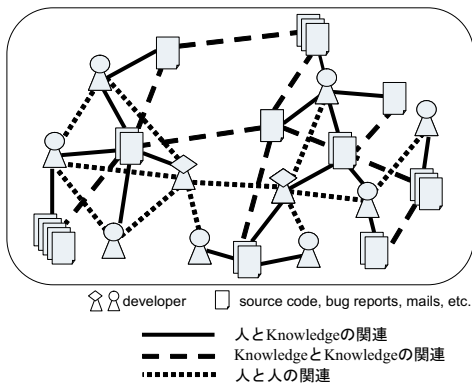 developer
source code, bug reports, mails, etc.
人とKnowledgeの関連
KnowledgeとKnowledgeの関連
人と人の関連